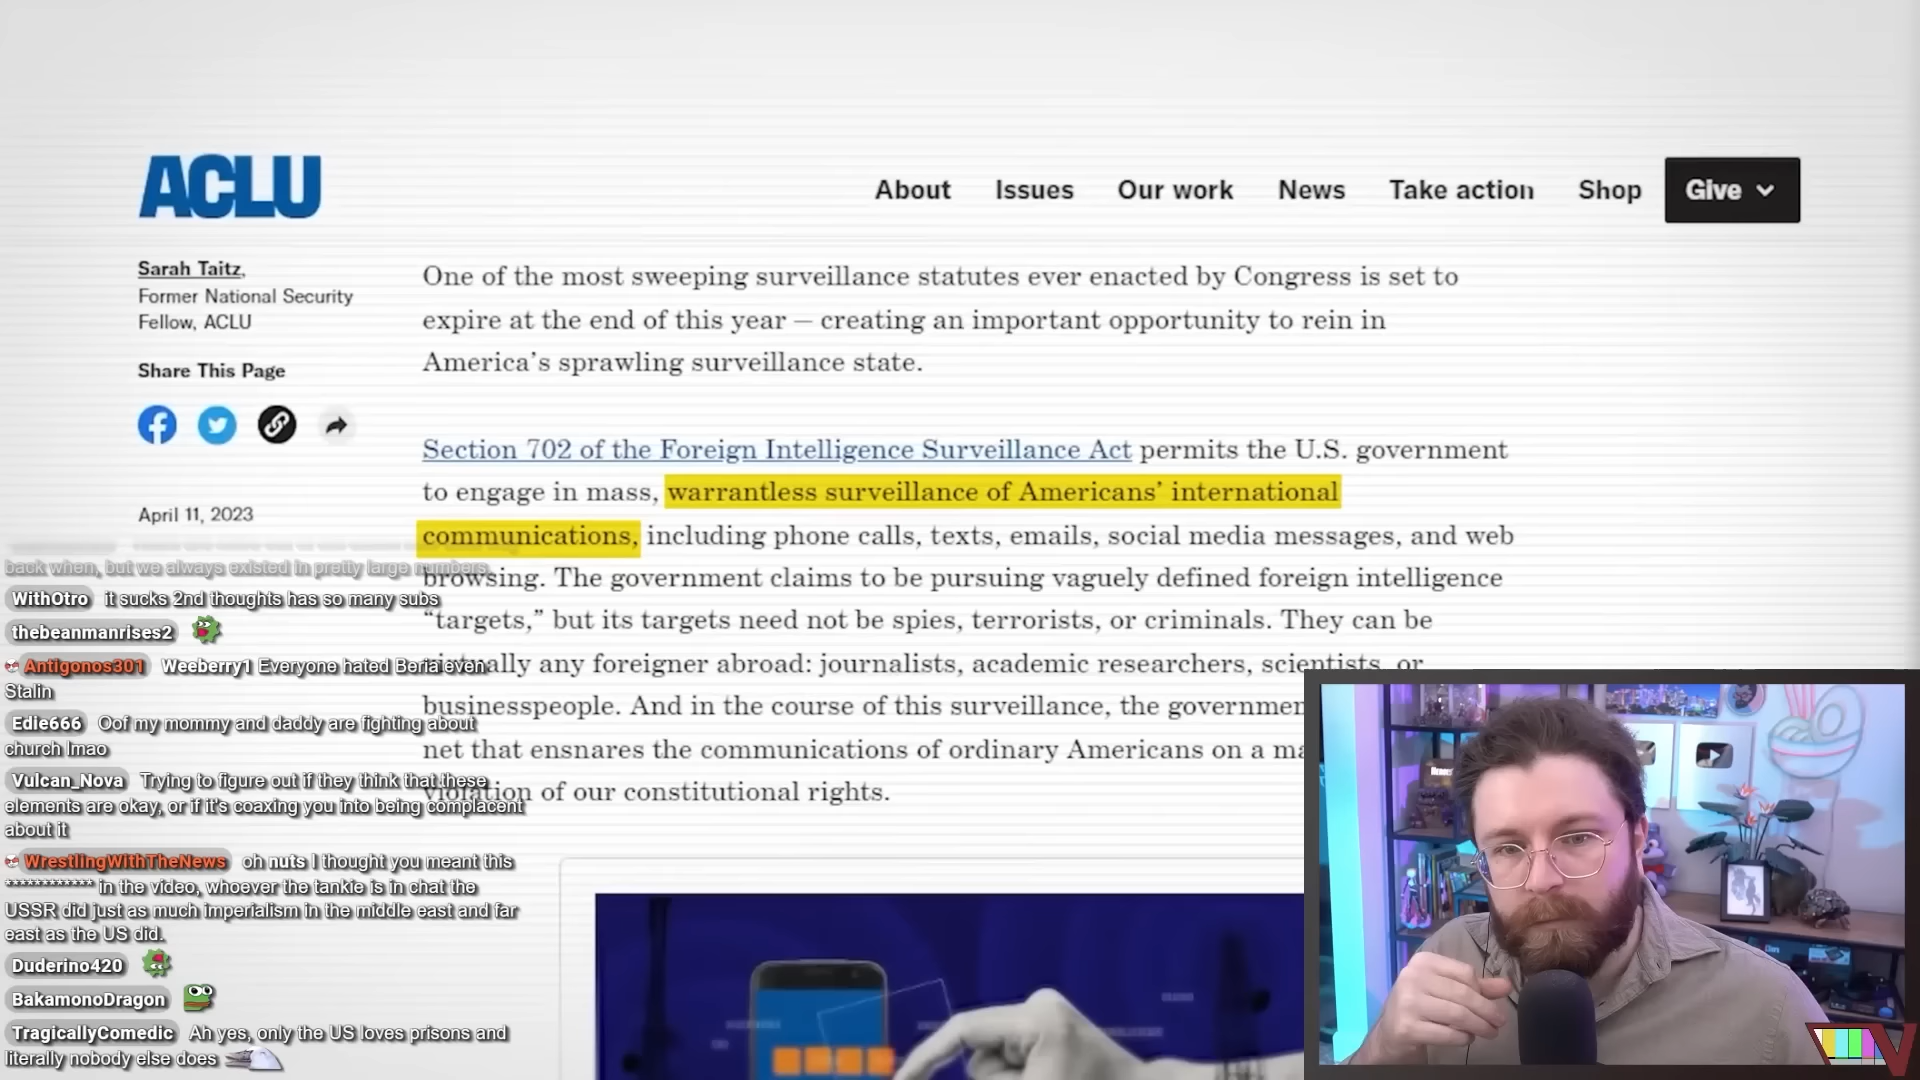 ACLU
About Issues Our work News Take action Shop Give
Sarah Taitz,
Former National Security
Fellow, ACLU
Share This Page
April 11, 2023
One of the most sweeping surveillance statutes ever enacted by Congress is set to
expire at the end of this year — creating an important opportunity to rein in
America's sprawling surveillance state.
Section 702 of the Foreign Intelligence Surveillance Act permits the U.S. government
to engage in mass, warrantless surveillance of Americans' international
communications, including phone calls, texts, emails, social media messages, and web
browsing. The government claims to be pursuing vaguely defined foreign intelligence
“targets,” but its targets need not be spies, terrorists, or criminals. They can be
any foreigner abroad: journalists, academic researchers, scientists, or
businesspeople. And in the course of this surveillance, the governmen
net that ensnares the communications of ordinary Americans on a ma
violation of our constitutional rights.
back when, but we always existed in pretty large numbers.
WithOtro it sucks 2nd thoughts has so many subs
thebeanmanrises2
Antigonos301 Weeberry1 Everyone hated Beria even
Stalin
Edie666 Oof my mommy and daddy are fighting about
church lmao
Vulcan_Nova Trying to figure out if they think that these
elements are okay, or if it's coaxing you into being complacent
about it
WrestlingWithTheNews oh nuts I thought you meant this
************ in the video, whoever the tankie is in chat the
USSR did just as much imperialism in the middle east and far
east as the US did.
Duderino420
BakamonoDragon
TragicallyComedic Ah yes, only the US loves prisons and
literally nobody else does